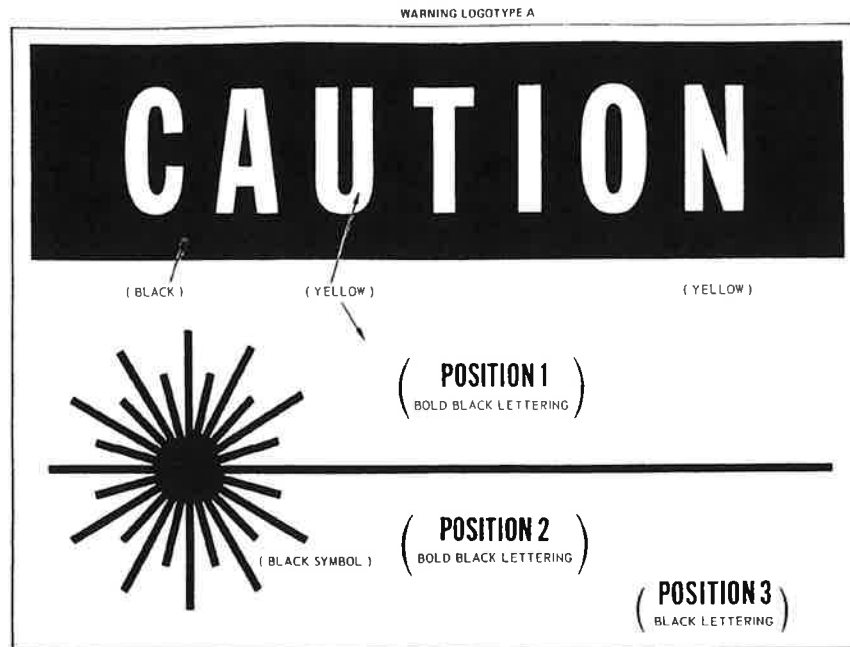 WARNING LOGOTYPE A
CAUTION
(BLACK) (YELLOW) (YELLOW)
(POSITION 1
BOLD BLACK LETTERING)
(POSITION 2
BOLD BLACK LETTERING)
(BLACK SYMBOL)
(POSITION 3
BLACK LETTERING)